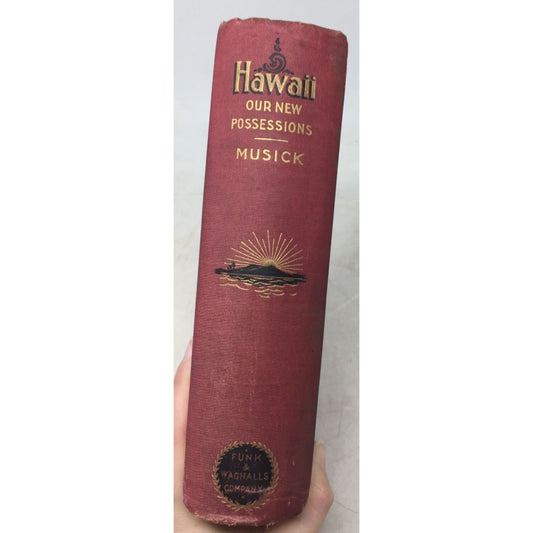 Hawaii
OUR NEW
POSSESSIONS
MUSICK
FUNK
&
WAGNALLS
COMPANY